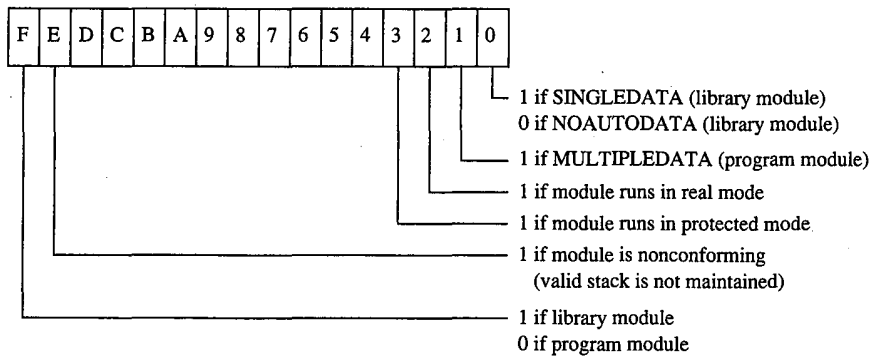 F E D C B A 9 8 7 6 5 4 3 2 1 0
1 if SINGLEDATA (library module)
0 if NOAUTODATA (library module)
1 if MULTIPLEDATA (program module)
1 if module runs in real mode
1 if module runs in protected mode
1 if module is nonconforming
(valid stack is not maintained)
1 if library module
0 if program module